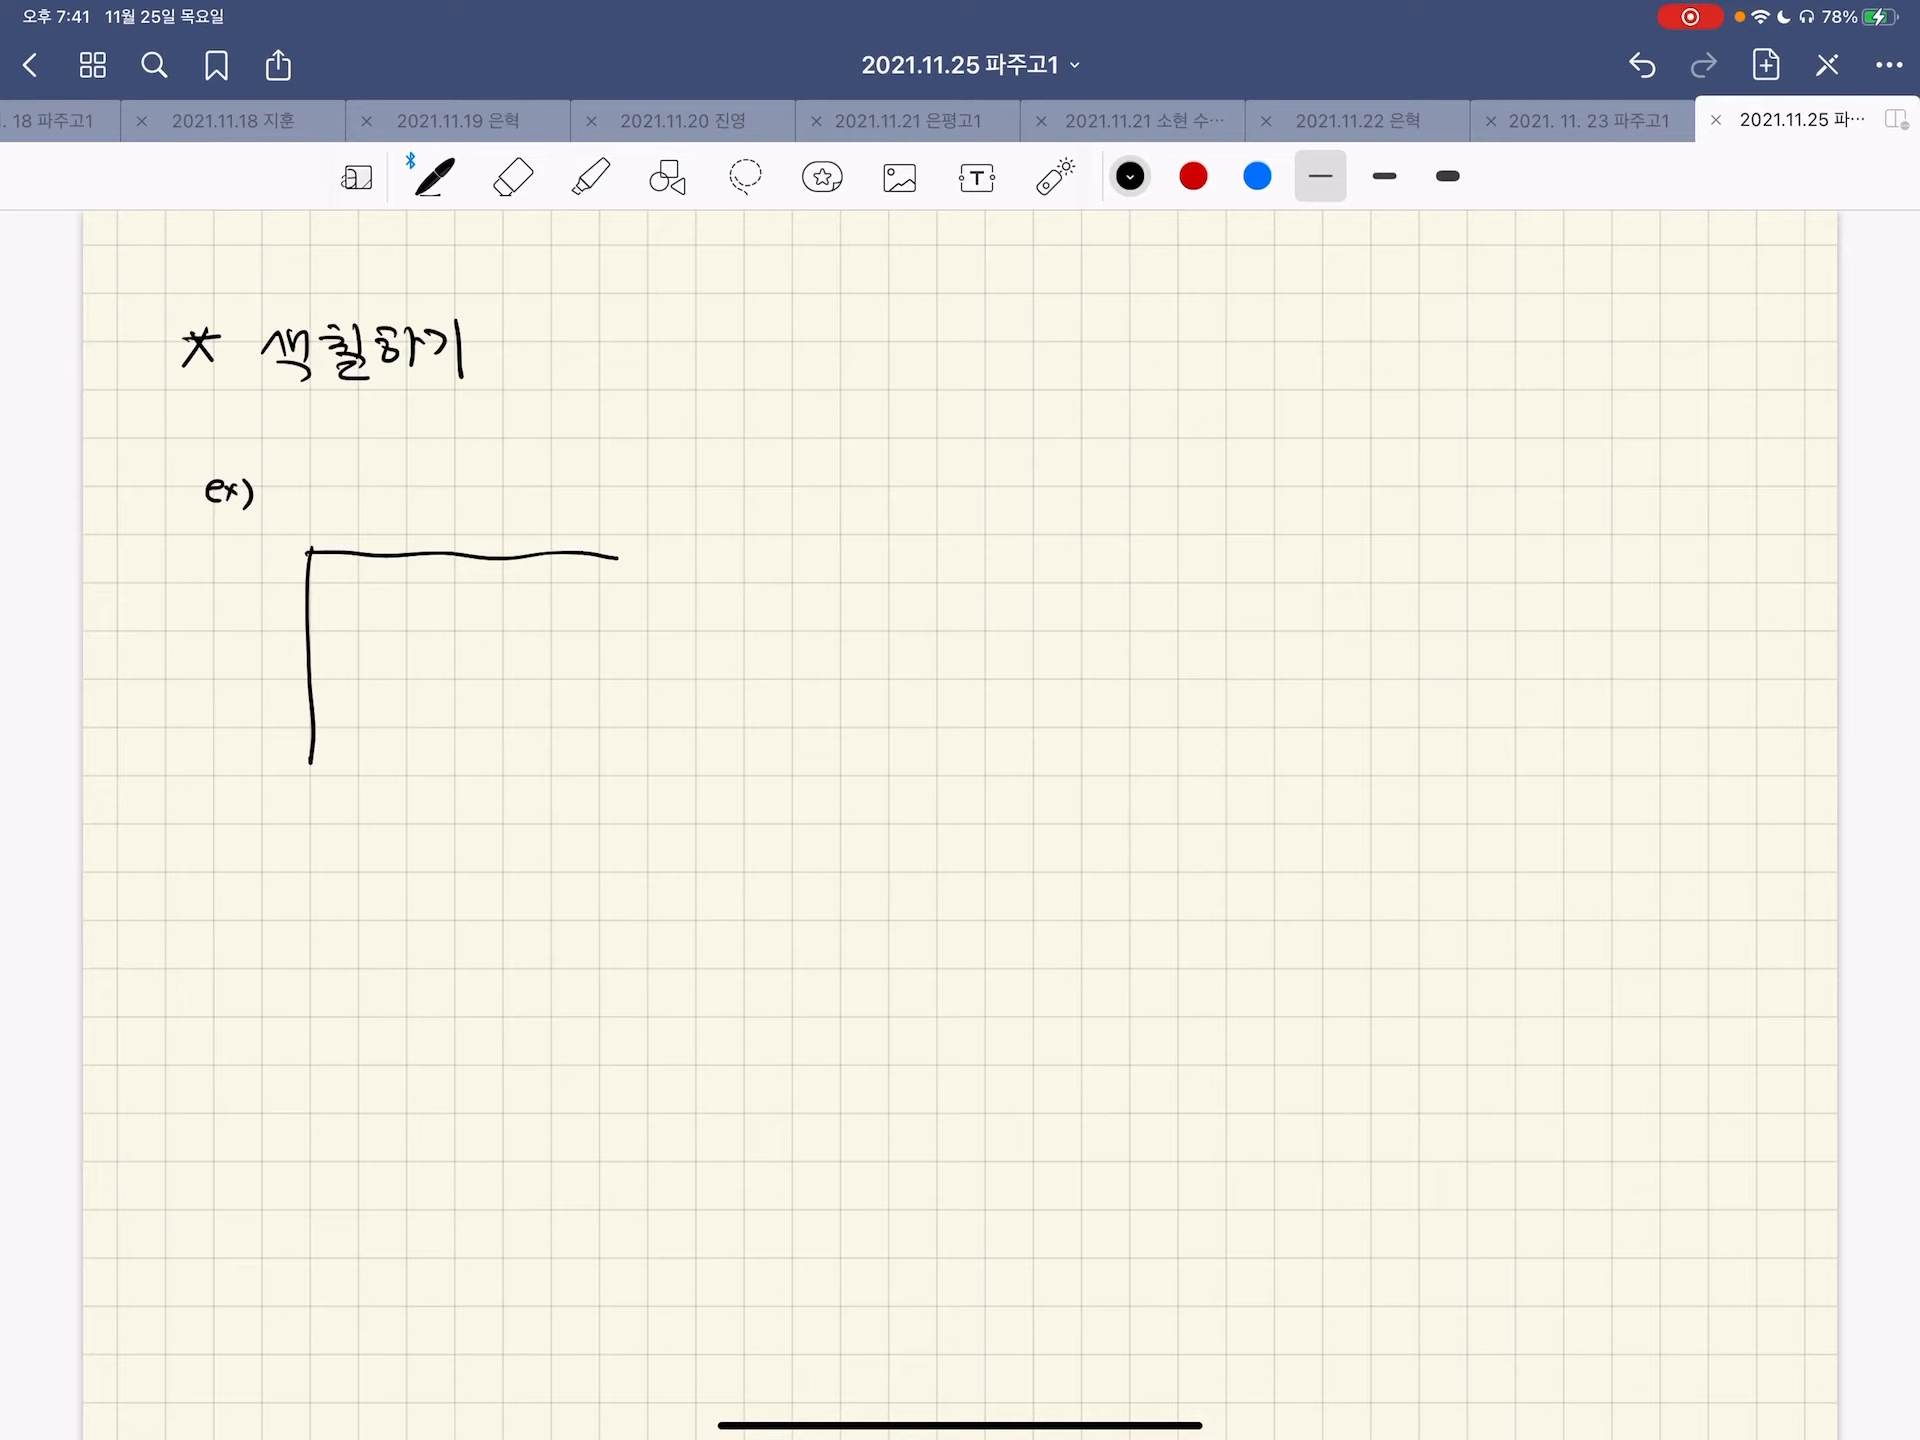 오후 7:41 11월 25일 목요일
78%
2021.11.25 파주고1
. 18 파주고1
2021.11.18 지훈
2021.11.19 은혁
2021.11.20 진영
2021.11.21 은평고1
2021.11.21 소현 수…
2021.11.22 은혁
2021. 11. 23 파주고1
2021.11.25 파…
* 색칠하기
ex)